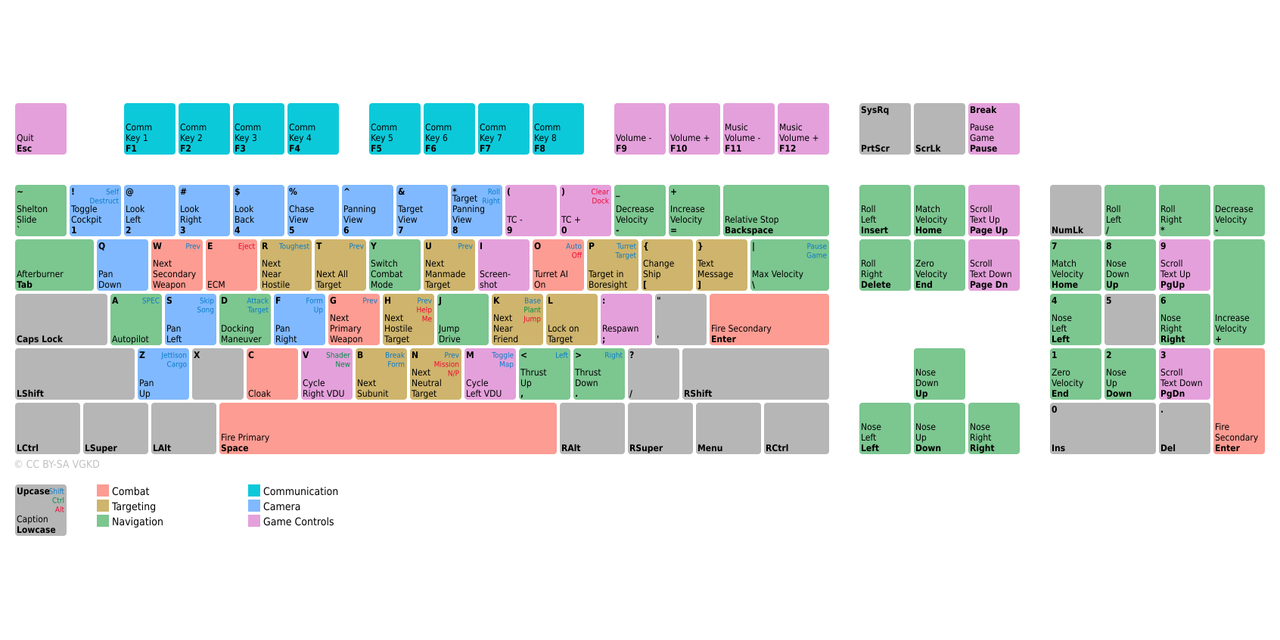 Quit
Esc
Comm
Key 1
F1
Comm
Key 2
F2
Comm
Key 3
F3
Comm
Key 4
F4
Comm
Key 5
F5
Comm
Key 6
F6
Comm
Key 7
F7
Comm
Key 8
F8
Volume -
F9
Volume +
F10
Music
Volume -
F11
Music
Volume +
F12
SysRq
PrtScr
ScrLk
Break
Pause
Game
Pause
~
Shelton
Slide
`
! Self
Destruct
Toggle
Cockpit
1
@
Look
Left
2
#
Look
Right
3
$
Look
Back
4
%
Chase
View
5
^
Panning
View
6
&
Target
View
7
* Roll
Right
Target
Panning
View
8
(
TC -
9
) Clear
Dock
TC +
0
_
Decrease
Velocity
-
+
Increase
Velocity
=
Relative Stop
Backspace
Roll
Left
Insert
Match
Velocity
Home
Scroll
Text Up
Page Up
NumLk
Roll
Left
/
Roll
Right
*
Decrease
Velocity
-
Afterburner
Tab
Q
Pan
Down
W Prev
Next
Secondary
Weapon
E Eject
ECM
R Toughest
Next
Near
Hostile
T Prev
Next All
Target
Y
Switch
Combat
Mode
U Prev
Next
Manmade
Target
I
Screen-
shot
O Auto
Off
Turret AI
On
P Turret
Target
Target in
Boresight
{
Change
Ship
[
}
Text
Message
]
| Pause
Game
Max Velocity
\
Roll
Right
Delete
Zero
Velocity
End
Scroll
Text Down
Page Dn
7
Match
Velocity
Home
8
Nose
Down
Up
9
Scroll
Text Up
PgUp
Increase
Velocity
+
Caps Lock
A SPEC
Autopilot
S Skip
Song
Pan
Left
D Attack
Target
Docking
Maneuver
F Form
Up
Pan
Right
G Prev
Next
Primary
Weapon
H Prev
Help
Me
Next
Hostile
Target
J
Jump
Drive
K Base
Plant
Jump
Next
Near
Friend
L
Lock on
Target
:
Respawn
;
"
'
Fire Secondary
Enter
4
Nose
Left
Left
5
6
Nose
Right
Right
LShift
Z Jettison
Cargo
Pan
Up
X
C
Cloak
V Shader
New
Cycle
Right VDU
B Break
Form
Next
Subunit
N Prev
Mission
N/P
Next
Neutral
Target
M Toggle
Map
Cycle
Left VDU
< Left
Thrust
Up
,
> Right
Thrust
Down
.
?
/
RShift
Nose
Down
Up
1
Zero
Velocity
End
2
Nose
Up
Down
3
Scroll
Text Down
PgDn
Fire
Secondary
Enter
LCtrl
LSuper
LAlt
Fire Primary
Space
RAlt
RSuper
Menu
RCtrl
Nose
Left
Left
Nose
Up
Down
Nose
Right
Right
0
Ins
.
Del
© CC BY-SA VGKD
Upcase Shift
Ctrl
Alt
Caption
Lowcase
Combat
Targeting
Navigation
Communication
Camera
Game Controls